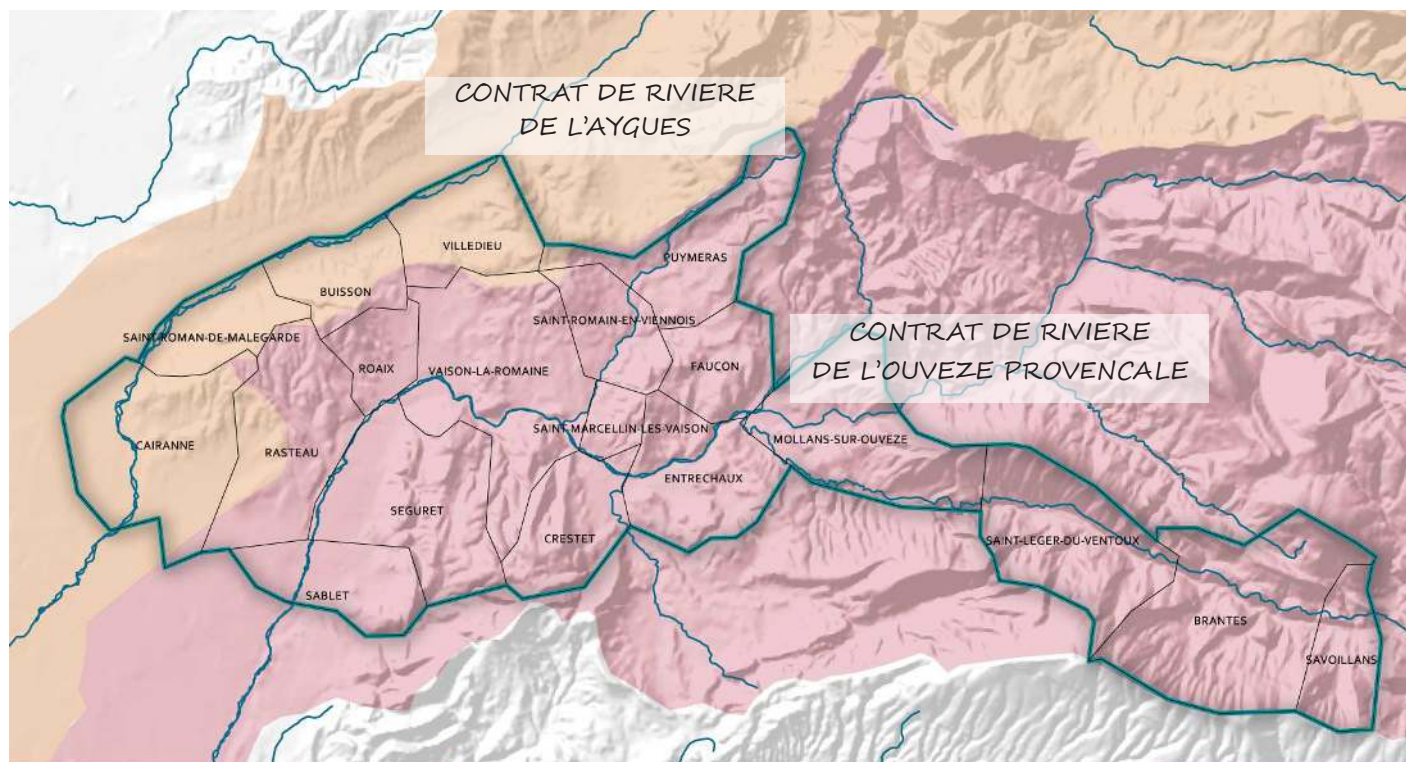 CONTRAT DE RIVIERE
DE L'AYGUES
VILLEDIEU
PUYMERAS
BUISSON
SAINT-ROMAIN-EN-VIENNOIS
SAINT-ROMAN-DE-MALEGARDE
CONTRAT DE RIVIERE
DE L'OUVEZE PROVENCALE
ROAIX
VAISON-LA-ROMAINE
FAUCON
SAINT-MARCELLIN-LES-VAISON
MOLLANS-SUR-OUVEZE
CAIRANNE
RASTEAU
ENTRECHAUX
SEGURET
CRESTET
SAINT-LEGER-DU-VENTOUX
SABLET
BRANTES
SAVOILLANS